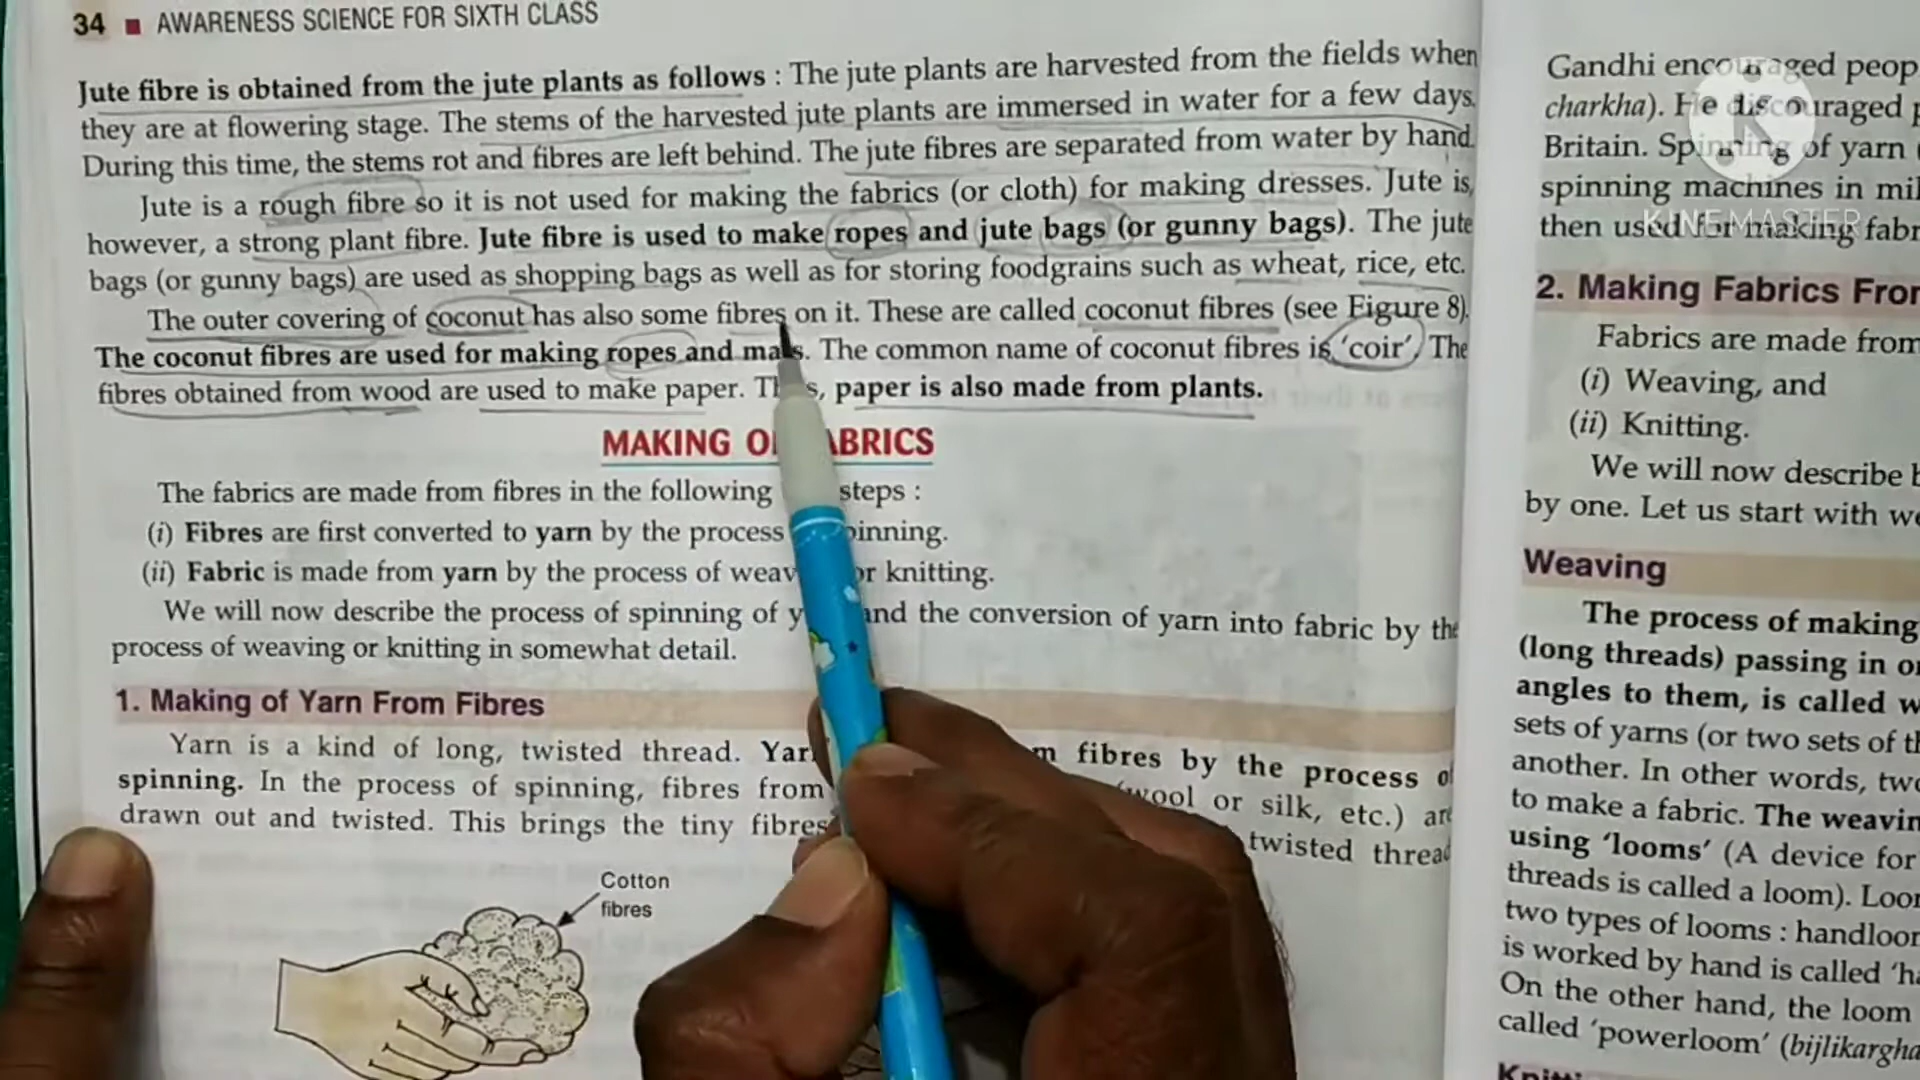 34 ■ AWARENESS SCIENCE FOR SIXTH CLASS
Jute fibre is obtained from the jute plants as follows : The jute plants are harvested from the fields when
they are at flowering stage. The stems of the harvested jute plants are immersed in water for a few days.
During this time, the stems rot and fibres are left behind. The jute fibres are separated from water by hand.
Jute is a rough fibre so it is not used for making the fabrics (or cloth) for making dresses. Jute is,
however, a strong plant fibre. Jute fibre is used to make ropes and jute bags (or gunny bags). The jute
bags (or gunny bags) are used as shopping bags as well as for storing foodgrains such as wheat, rice, etc.
The outer covering of coconut has also some fibres on it. These are called coconut fibres (see Figure 8).
The coconut fibres are used for making ropes and mats. The common name of coconut fibres is 'coir'. The
fibres obtained from wood are used to make paper. Thus, paper is also made from plants.
MAKING OF FABRICS
The fabrics are made from fibres in the following steps :
(i) Fibres are first converted to yarn by the process spinning.
(ii) Fabric is made from yarn by the process of weaving or knitting.
We will now describe the process of spinning of yarn and the conversion of yarn into fabric by the
process of weaving or knitting in somewhat detail.
1. Making of Yarn From Fibres
Yarn is a kind of long, twisted thread. Yarn fibres by the process of
spinning. In the process of spinning, fibres from (wool or silk, etc.) are
drawn out and twisted. This brings the tiny fibres twisted thread
Cotton
fibres
Gandhi encouraged peop
charkha). He discouraged p
Britain. Spinning of yarn
spinning machines in mil
then used for making fabr
2. Making Fabrics From
Fabrics are made from
(i) Weaving, and
(ii) Knitting.
We will now describe b
by one. Let us start with we
Weaving
The process of making
(long threads) passing in o
angles to them, is called w
sets of yarns (or two sets of th
another. In other words, two
to make a fabric. The weavin
using 'looms' (A device for
threads is called a loom). Loo
two types of looms : handloo
is worked by hand is called 'ha
On the other hand, the loom
called 'powerloom' (bijlikargha
K
KINEMASTER